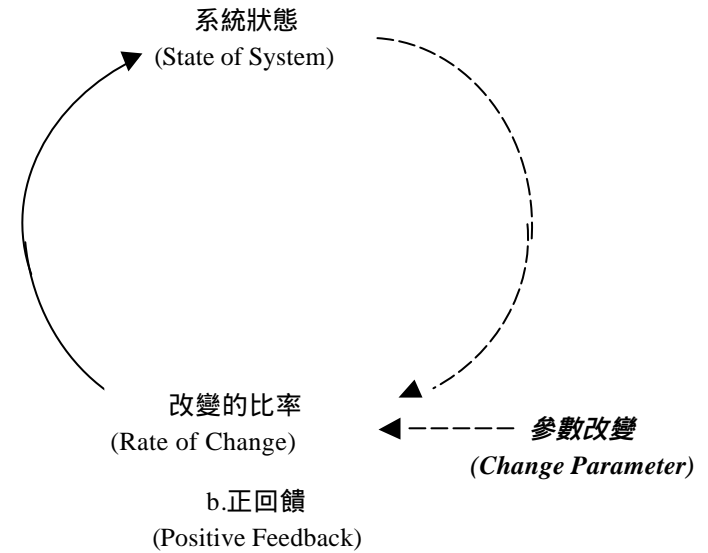 系統狀態
(State of System)
改變的比率
(Rate of Change)
參數改變
(Change Parameter)
b.正回饋
(Positive Feedback)